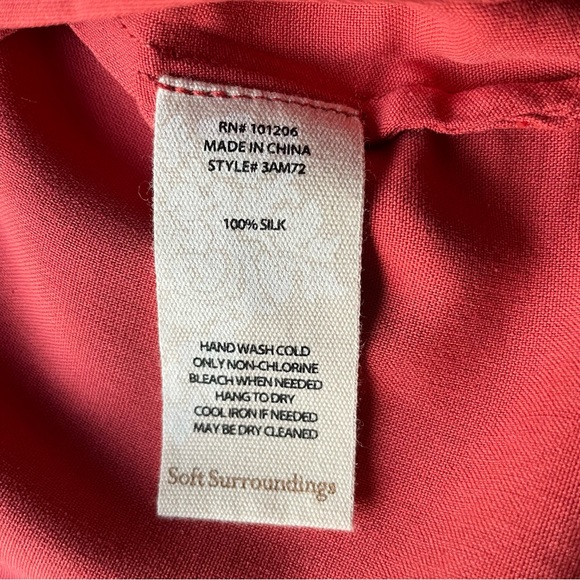 RN# 101206
MADE IN CHINA
STYLE# 3AM72
100% SILK
HAND WASH COLD
ONLY NON-CHLORINE
BLEACH WHEN NEEDED
HANG TO DRY
COOL IRON IF NEEDED
MAY BE DRY CLEANED
Soft Surroundings